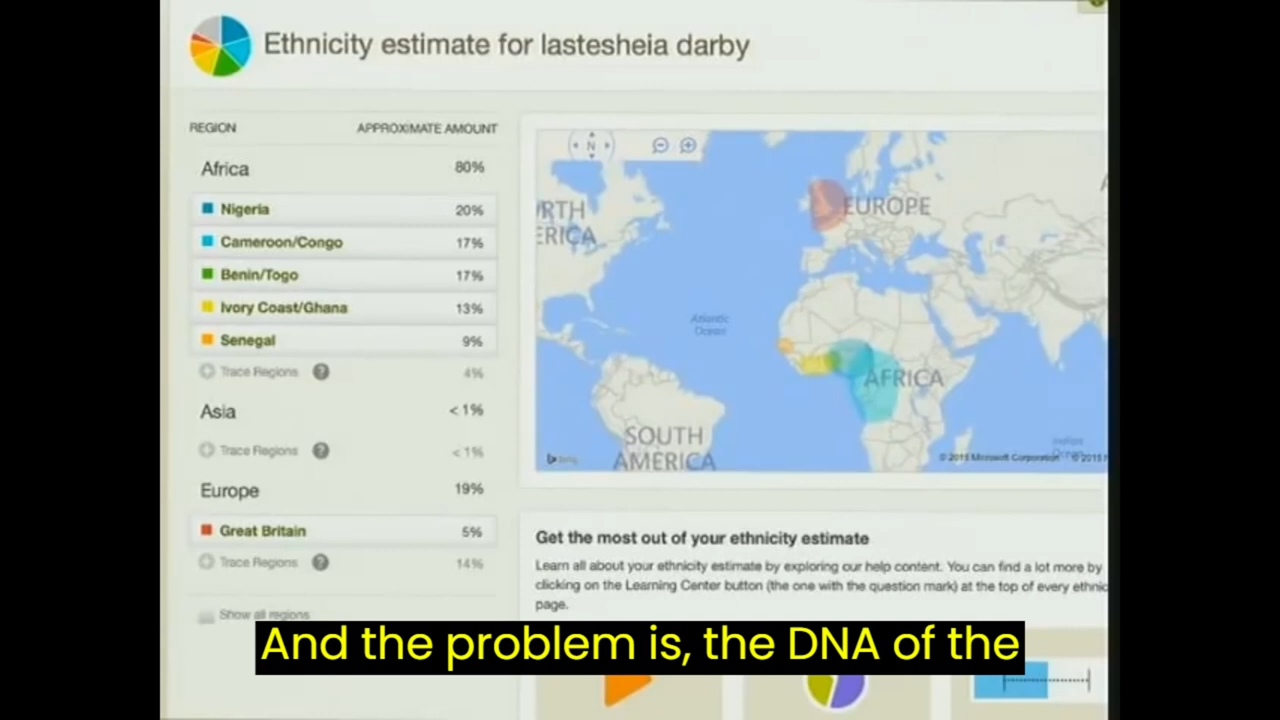 Ethnicity estimate for lastesheia darby
REGION APPROXIMATE AMOUNT
Africa 80%
Nigeria 20%
Cameroon/Congo 17%
Benin/Togo 17%
Ivory Coast/Ghana 13%
Senegal 9%
Trace Regions ? 4%
Asia <1%
Trace Regions ? <1%
Europe 19%
Great Britain 5%
Trace Regions ? 14%
Show all regions
N
RTH
ERICA
EUROPE
Atlantic
Ocean
AFRICA
SOUTH
AMERICA
Indian
Ocean
bing
© 2015 Microsoft Corporation © 2015
Get the most out of your ethnicity estimate
Learn all about your ethnicity estimate by exploring our help content. You can find a lot more by
clicking on the Learning Center button (the one with the question mark) at the top of every ethnic
page.
And the problem is, the DNA of the